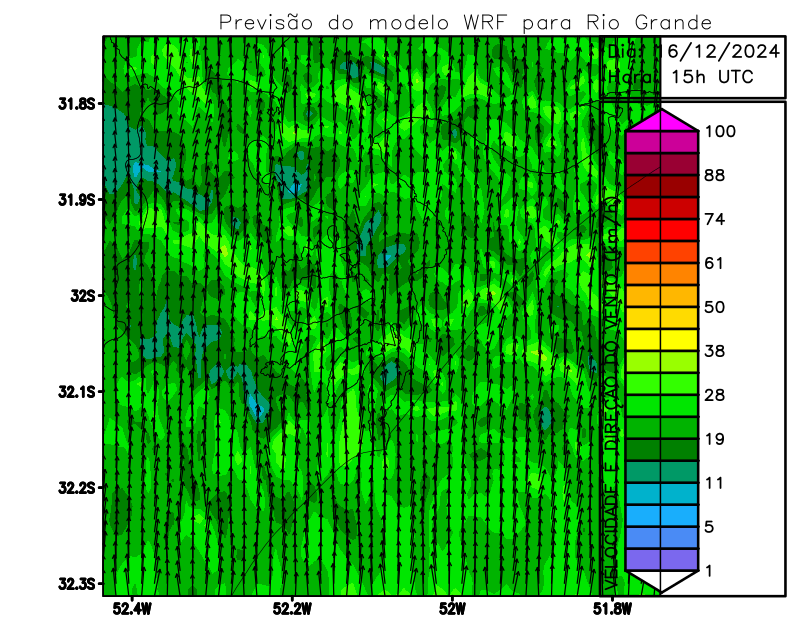 Previsão do modelo WRF para Rio Grande
Dia: 16/12/2024
Hora: 15h UTC
31.8S
31.9S
32S
32.1S
32.2S
32.3S
52.4W
52.2W
52W
51.8W
VELOCIDADE E DIREÇÃO DO VENTO (km/h)
100
88
74
61
50
38
28
19
11
5
1